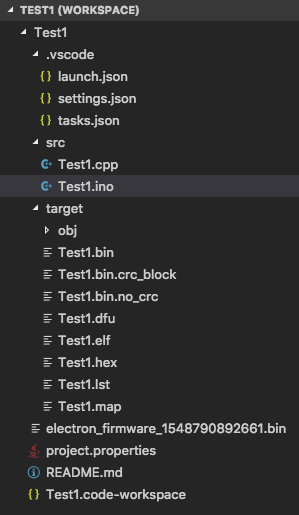 TEST1 (WORKSPACE)
Test1
.vscode
{} launch.json
{} settings.json
{} tasks.json
src
Test1.cpp
Test1.ino
target
obj
Test1.bin
Test1.bin.crc_block
Test1.bin.no_crc
Test1.dfu
Test1.elf
Test1.hex
Test1.lst
Test1.map
electron_firmware_1548790892661.bin
project.properties
README.md
{} Test1.code-workspace